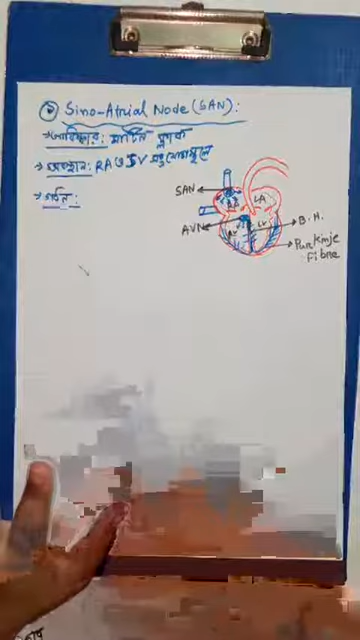 Sino-Atrial Node (SAN):
→ আবিষ্কার: মার্টিন ফ্লাক
→ অবস্থান: RA ও SV এর সংযোগস্থলে
→ গঠন:
SAN
RA
LA
AVN
RV
LV
B.H.
Purkinje
Fibre